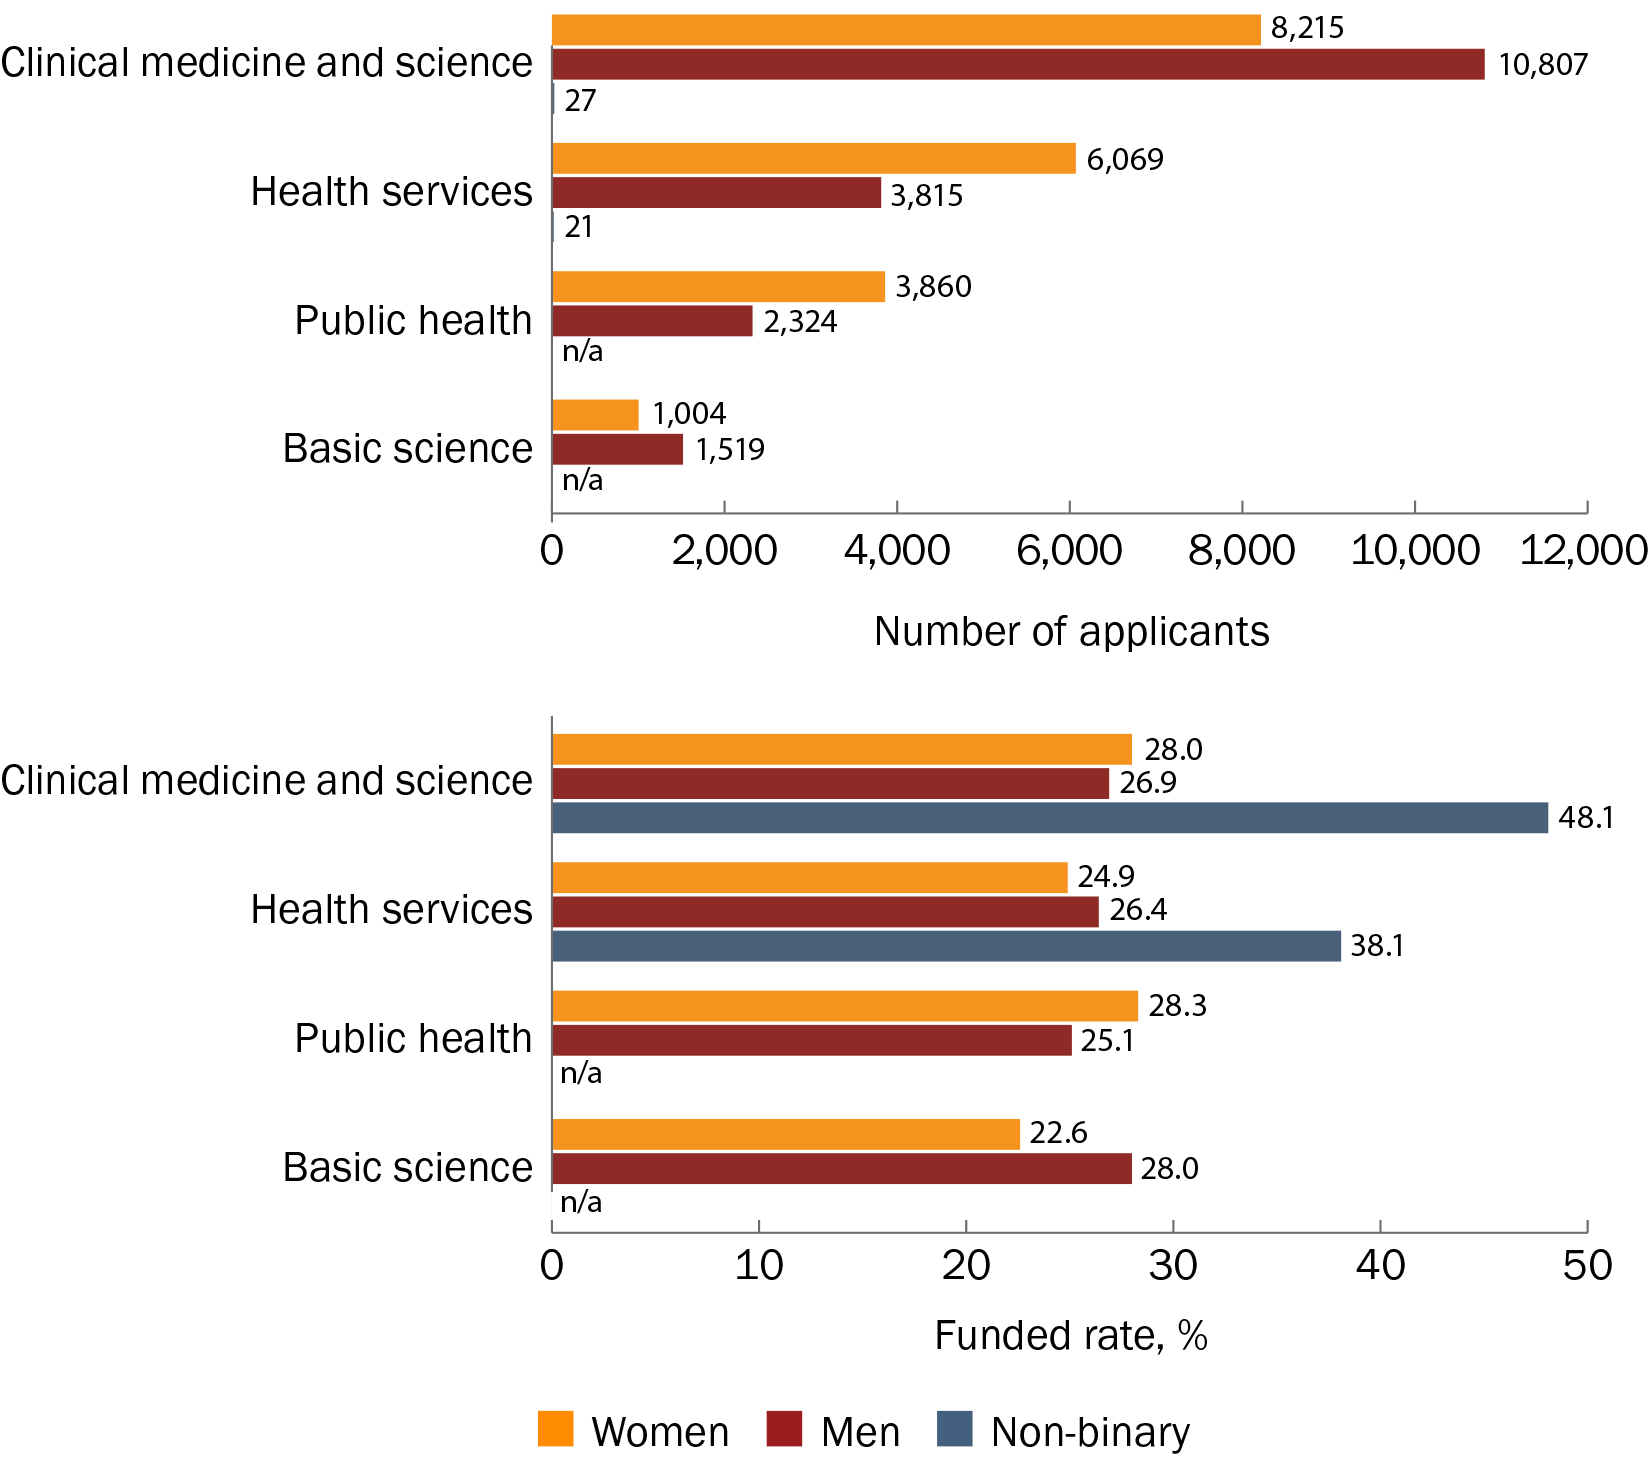 8,215
Clinical medicine and science
10,807
27
6,069
Health services
3,815
21
3,860
Public health
2,324
n/a
1,004
Basic science
1,519
n/a
0 2,000 4,000 6,000 8,000 10,000 12,000
Number of applicants
28.0
Clinical medicine and science
26.9
48.1
24.9
Health services
26.4
38.1
28.3
Public health
25.1
n/a
22.6
Basic science
28.0
n/a
0 10 20 30 40 50
Funded rate, %
Women Men Non-binary